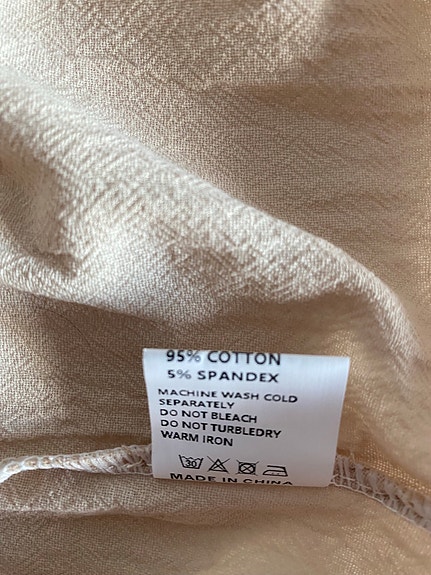 95% COTTON
5% SPANDEX
MACHINE WASH COLD
SEPARATELY
DO NOT BLEACH
DO NOT TURBLEDRY
WARM IRON
30
MADE IN CHINA